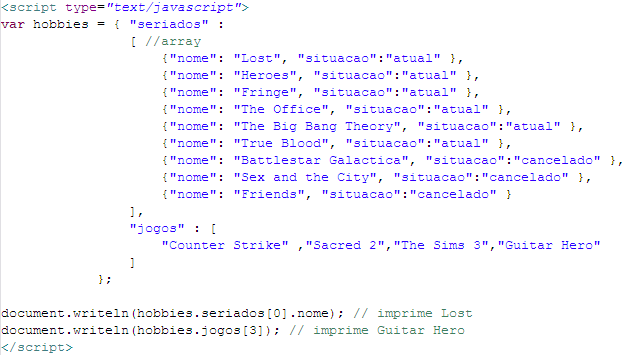 <script type="text/javascript">
var hobbies = { "seriados" :
[ //array
{"nome": "Lost", "situacao":"atual" },
{"nome": "Heroes", "situacao":"atual" },
{"nome": "Fringe", "situacao":"atual" },
{"nome": "The Office", "situacao":"atual" },
{"nome": "The Big Bang Theory", "situacao":"atual" },
{"nome": "True Blood", "situacao":"atual" },
{"nome": "Battlestar Galactica", "situacao":"cancelado" },
{"nome": "Sex and the City", "situacao":"cancelado" },
{"nome": "Friends", "situacao":"cancelado" }
],
"jogos" : [
"Counter Strike" ,"Sacred 2","The Sims 3","Guitar Hero"
]
};
document.writeln(hobbies.seriados[0].nome); // imprime Lost
document.writeln(hobbies.jogos[3]); // imprime Guitar Hero
</script>